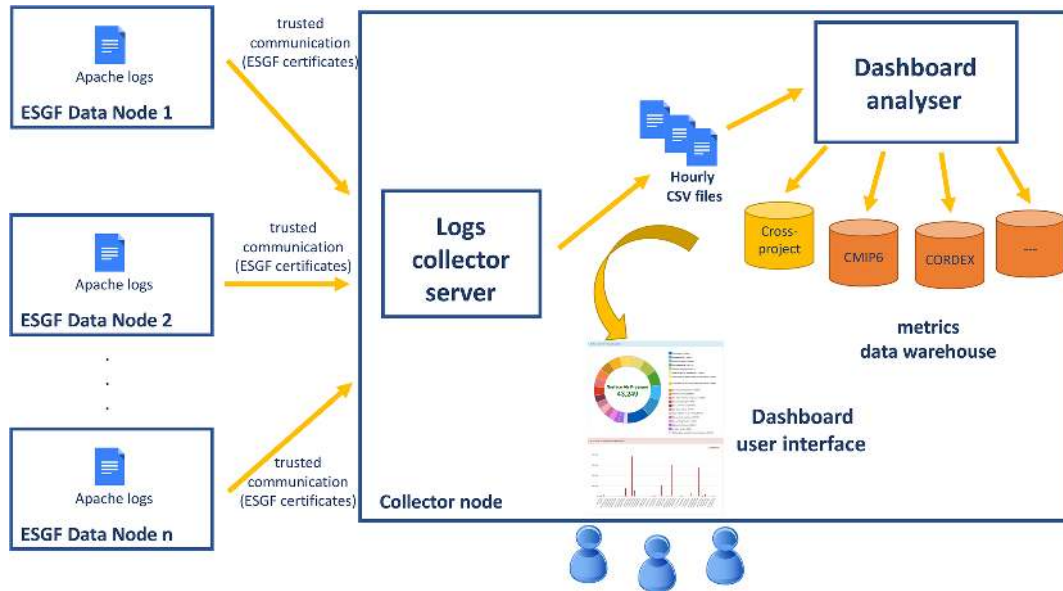 trusted
communication
(ESGF certificates)
Apache logs
ESGF Data Node 1
trusted
communication
(ESGF certificates)
Apache logs
ESGF Data Node 2
.
.
.
trusted
communication
(ESGF certificates)
Apache logs
ESGF Data Node n
Logs
collector
server
Hourly
CSV files
Dashboard
analyser
Cross-
project
CMIP6
CORDEX
----
metrics
data warehouse
43,249
Dashboard
user interface
Collector node